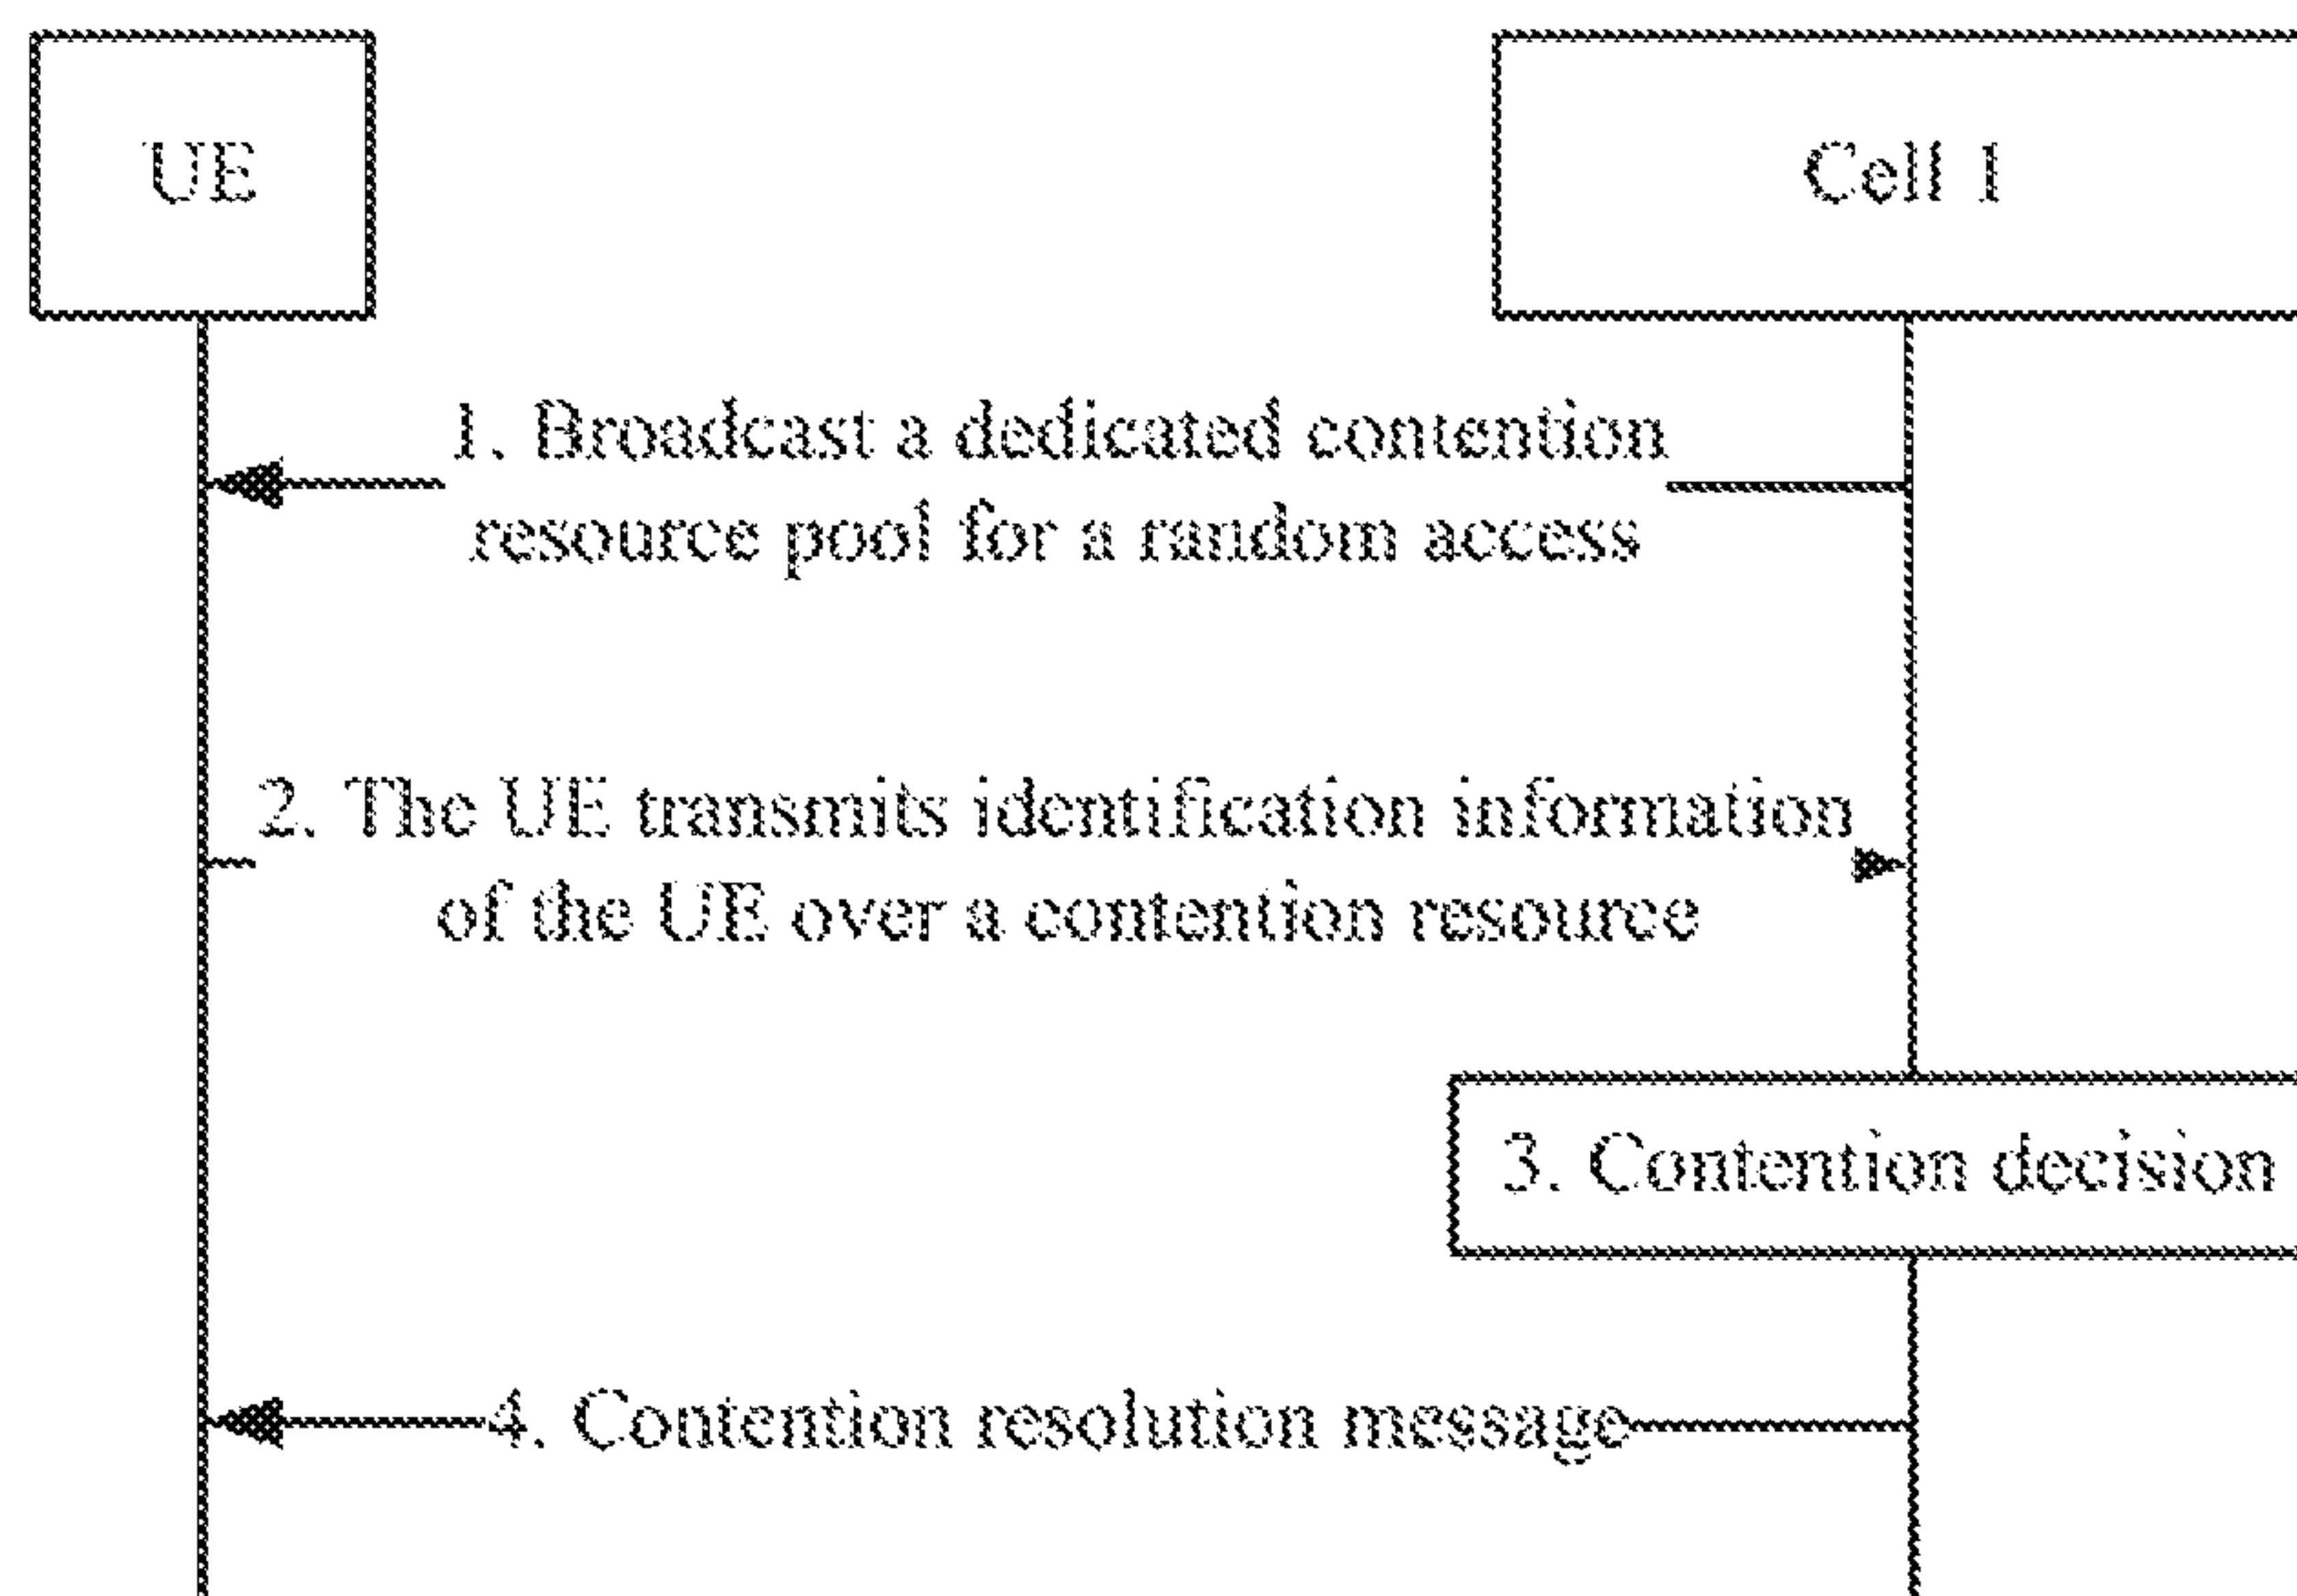 UE
Cell 1
1. Broadcast a dedicated contention
resource pool for a random access
2. The UE transmits identification information
of the UE over a contention resource
3. Contention decision
4. Contention resolution message